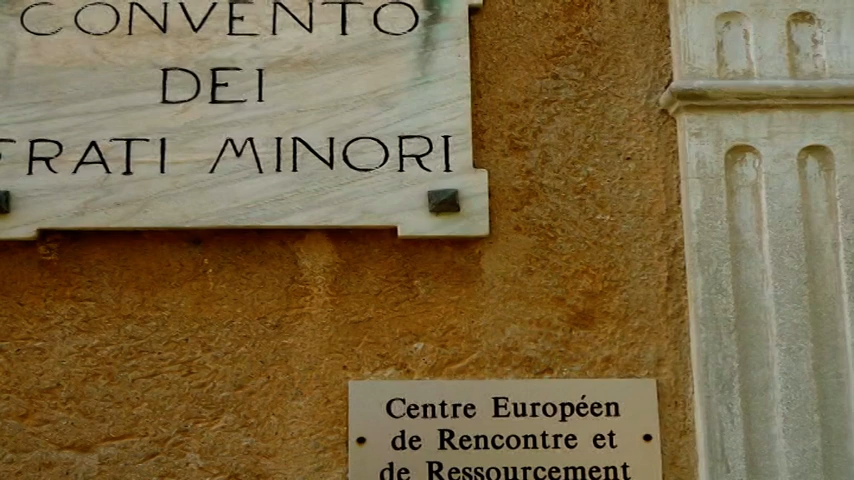 CONVENTO
DEI
FRATI MINORI
Centre Européen
de Rencontre et
de Ressourcement